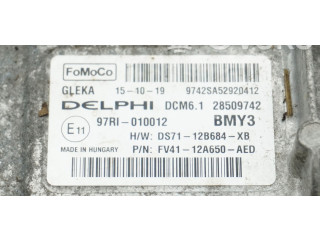 FoMoCo
GLEKA 15-10-19 9742SA52920412
DELPHI DCM6.1 28509742
97RI-010012 BMY3
E11 H/W: DS71-12B684-XB
MADE IN HUNGARY P/N: FV41-12A650-AED